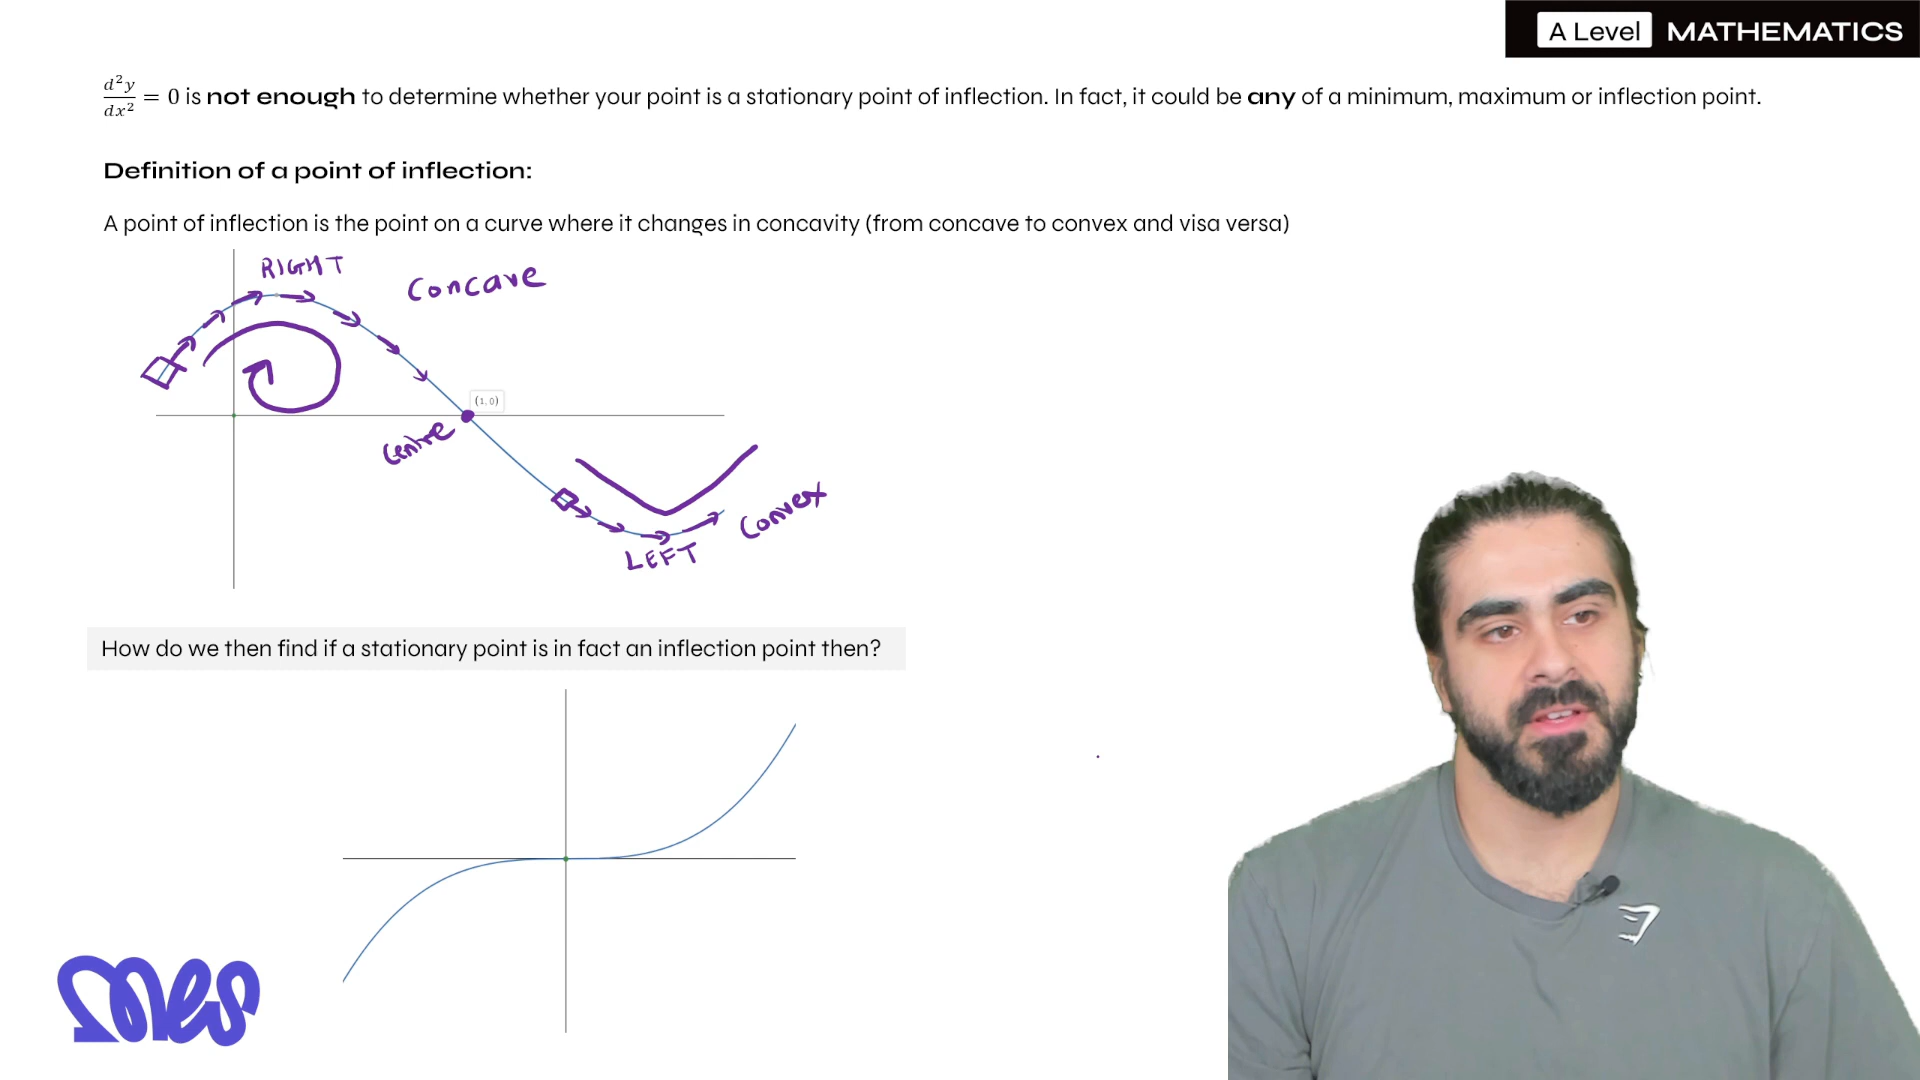 A Level MATHEMATICS
d²y/dx² = 0 is not enough to determine whether your point is a stationary point of inflection. In fact, it could be any of a minimum, maximum or inflection point.
Definition of a point of inflection:
A point of inflection is the point on a curve where it changes in concavity (from concave to convex and visa versa)
RIGHT
Concave
(1, 0)
Centre
Convex
LEFT
How do we then find if a stationary point is in fact an inflection point then?
mes